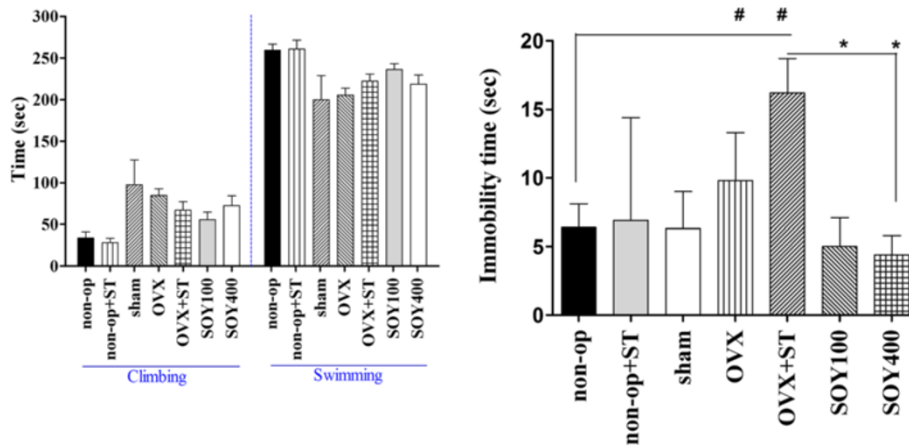 300
250
200
150
100
50
0
Time (sec)
non-op
non-op+ST
sham
OVX
OVX+ST
SOY100
SOY400
non-op
non-op+ST
sham
OVX
OVX+ST
SOY100
SOY400
Climbing
Swimming
# #
* *
20
15
10
5
0
Immobility time (sec)
non-op
non-op+ST
sham
OVX
OVX+ST
SOY100
SOY400